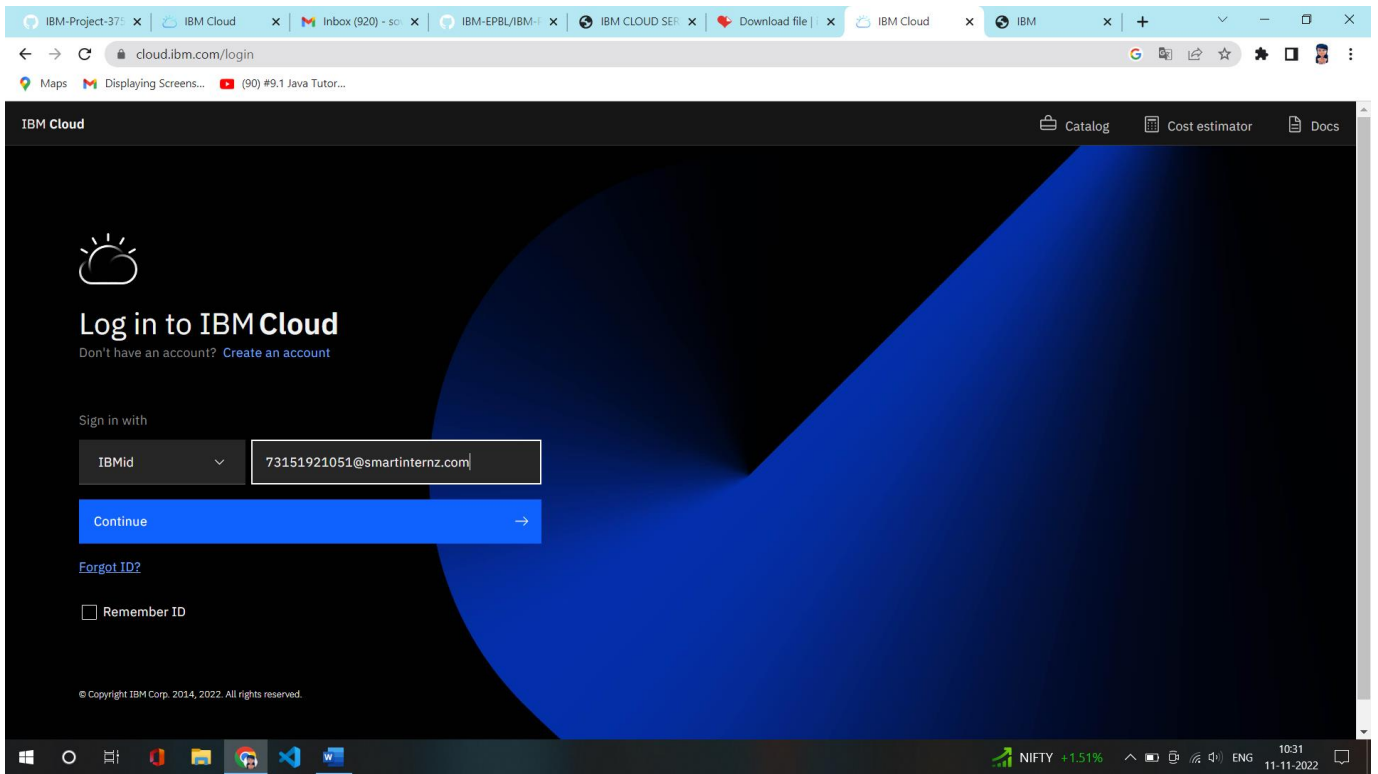 IBM-Project-375
IBM Cloud
Inbox (920) - so
IBM-EPBL/IBM-P
IBM CLOUD SER
Download file | i
IBM Cloud
IBM
cloud.ibm.com/login
Maps
Displaying Screens...
(90) #9.1 Java Tutor...
IBM Cloud
Catalog
Cost estimator
Docs
Log in to IBM Cloud
Don't have an account? Create an account
Sign in with
IBMid
73151921051@smartinternz.com
Continue
Forgot ID?
Remember ID
© Copyright IBM Corp. 2014, 2022. All rights reserved.
NIFTY +1.51%
ENG
10:31
11-11-2022